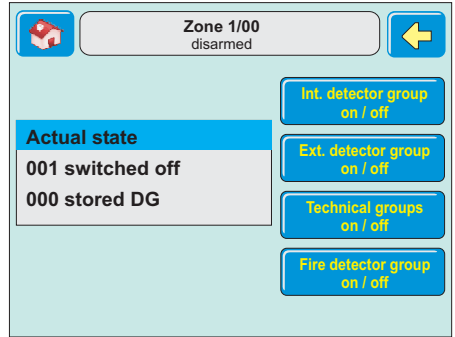 Zone 1/00
disarmed
Actual state
001 switched off
000 stored DG
Int. detector group
on / off
Ext. detector group
on / off
Technical groups
on / off
Fire detector group
on / off